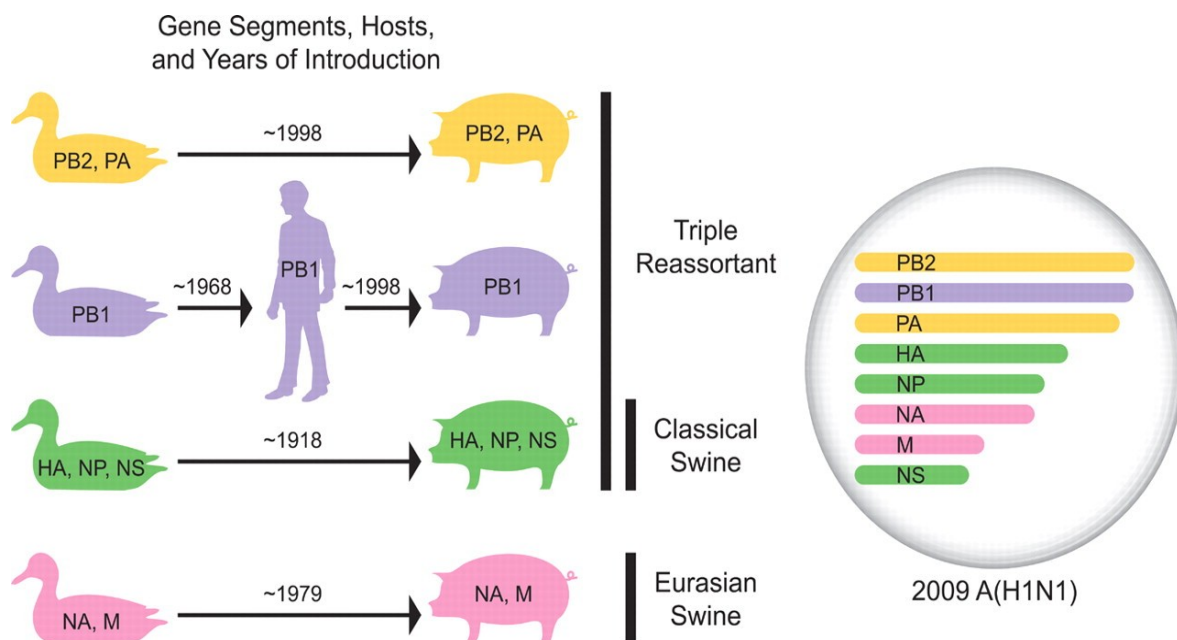 Gene Segments, Hosts,
and Years of Introduction
PB2, PA
~1998
PB2, PA
PB1
~1968
PB1
~1998
PB1
HA, NP, NS
~1918
HA, NP, NS
NA, M
~1979
NA, M
Triple
Reassortant
Classical
Swine
Eurasian
Swine
PB2
PB1
PA
HA
NP
NA
M
NS
2009 A(H1N1)